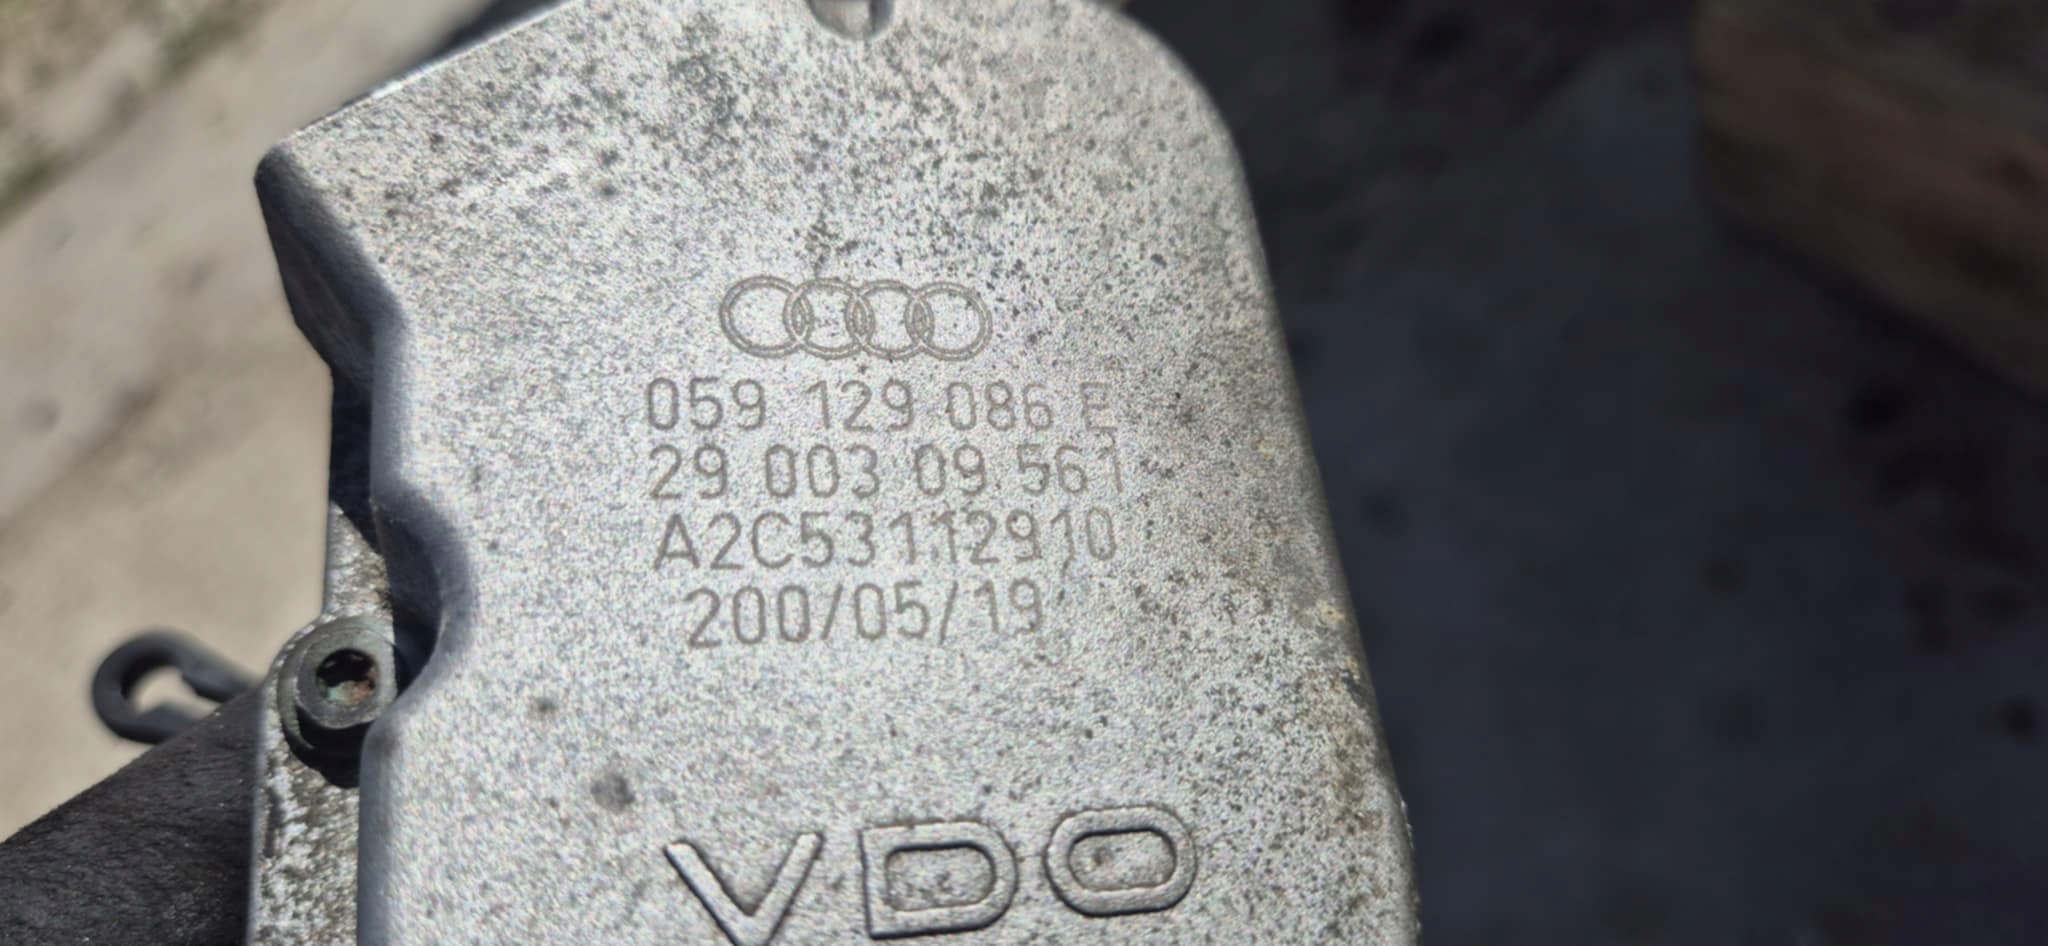 059 129 086 E
29 003 09 561
A2C53112910
200/05/19
VDO